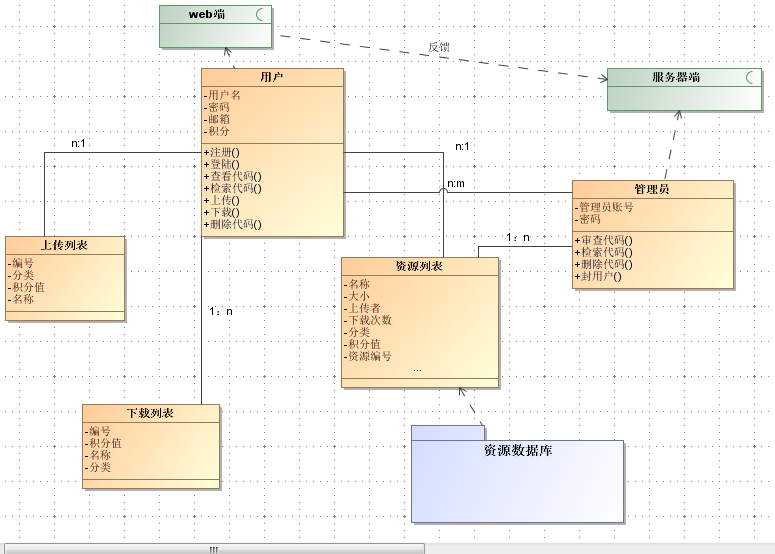 web端
反馈
服务器端
用户
-用户名
-密码
-邮箱
-积分
+注册()
+登陆()
+查看代码()
+检索代码()
+上传()
+下载()
+删除代码()
n:1
n:1
n:m
管理员
-管理员账号
-密码
+审查代码()
+检索代码()
+删除代码()
+封用户()
1：n
上传列表
-编号
-分类
-积分值
-名称
资源列表
-名称
-大小
-上传者
-下载次数
-分类
-积分值
-资源编号
...
1：n
下载列表
-编号
-积分值
-名称
-分类
资源数据库